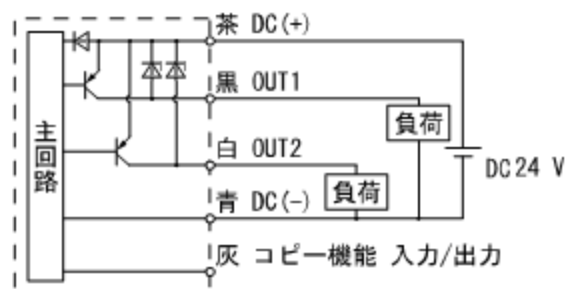 茶 DC(+)
黒 OUT1
負荷
主回路
白 OUT2
DC24 V
負荷
青 DC(-)
灰 コピー機能 入力/出力